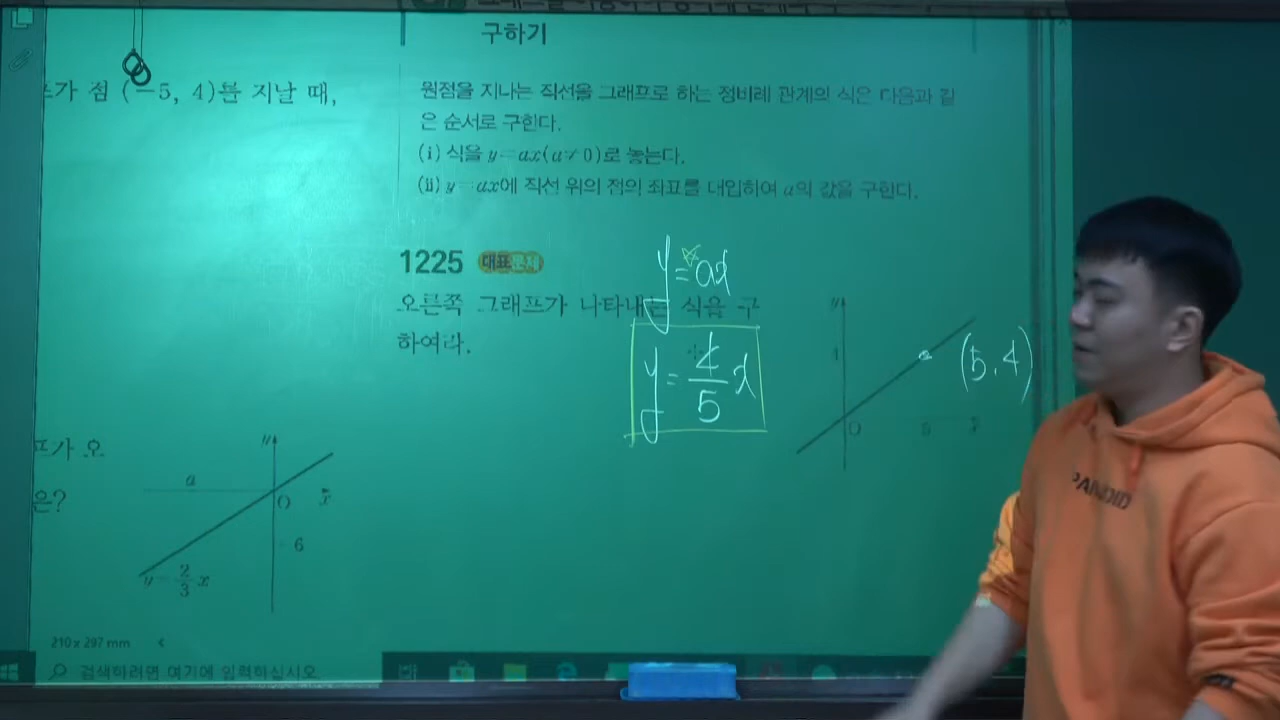 구하기
가 점 (-5, 4)를 지날 때,
원점을 지나는 직선을 그래프로 하는 정비례 관계의 식은 다음과 같
은 순서로 구한다.
(i) 식을 y=ax(a≠0)로 놓는다.
(ii) y=ax에 직선 위의 점의 좌표를 대입하여 a의 값을 구한다.
1225 대표문제
오른쪽 그래프가 나타내는 식을 구
하여라.
y=ax
y=4/5x
y
4
O
5
x
(5, 4)
프가 오
은?
y
a
O
x
6
y=2/3x
PARANOID
210 x 297 mm
검색하려면 여기에 입력하십시오